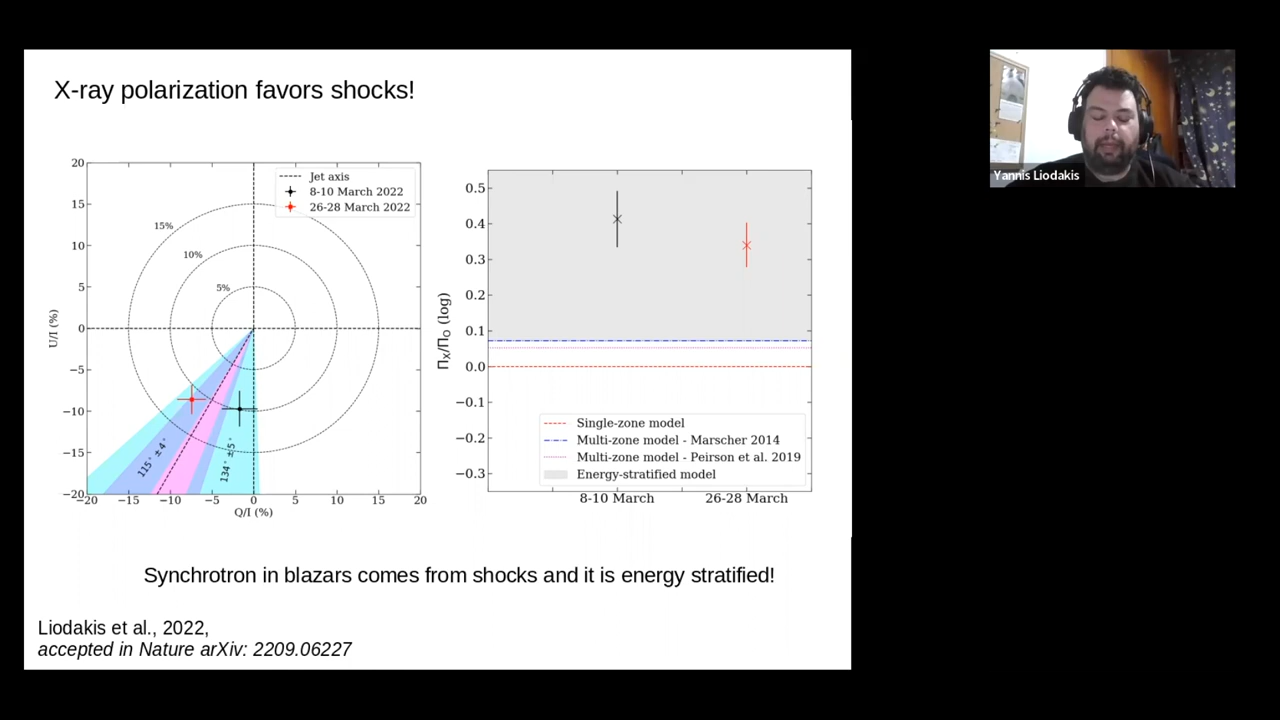 X-ray polarization favors shocks!
20
15
10
5
0
−5
−10
−15
−20
U/I (%)
−20
−15
−10
−5
0
5
10
15
20
Q/I (%)
Jet axis
8-10 March 2022
26-28 March 2022
15%
10%
5%
115° ± 4°
134° ± 5°
0.5
0.4
0.3
0.2
0.1
0.0
−0.1
−0.2
−0.3
Π_X/Π_O (log)
Single-zone model
Multi-zone model - Marscher 2014
Multi-zone model - Peirson et al. 2019
Energy-stratified model
8-10 March
26-28 March
Synchrotron in blazars comes from shocks and it is energy stratified!
Liodakis et al., 2022,
accepted in Nature arXiv: 2209.06227
Yannis Liodakis